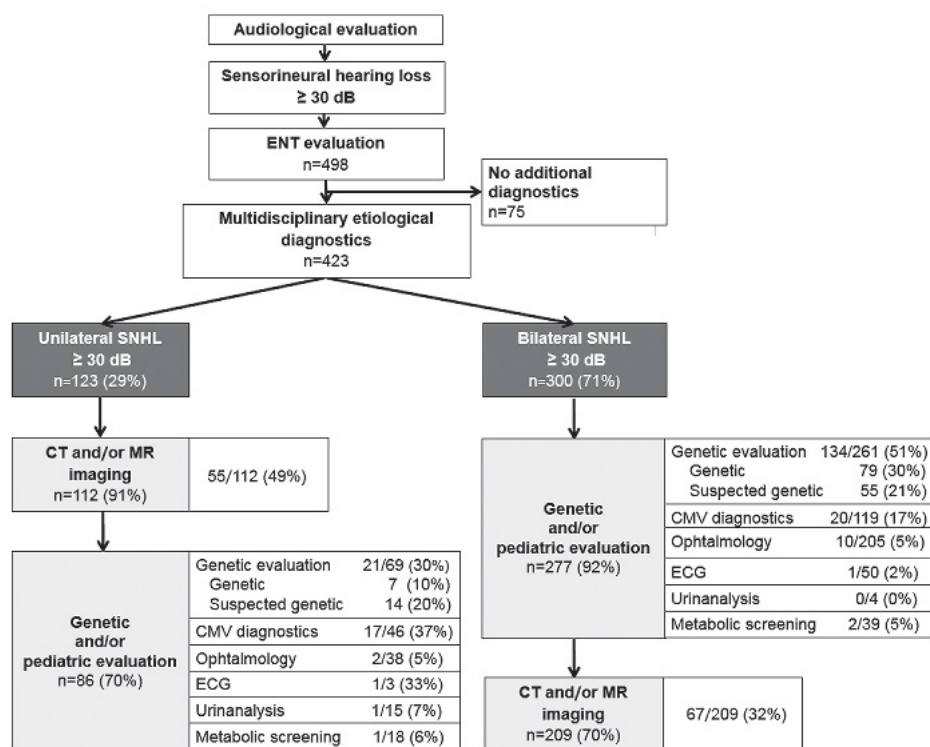 Audiological evaluation
Sensorineural hearing loss
≥ 30 dB
ENT evaluation
n=498
No additional
diagnostics
n=75
Multidisciplinary etiological
diagnostics
n=423
Unilateral SNHL
≥ 30 dB
n=123 (29%)
Bilateral SNHL
≥ 30 dB
n=300 (71%)
CT and/or MR
imaging
n=112 (91%)
55/112 (49%)
Genetic
and/or
pediatric evaluation
n=86 (70%)
Genetic evaluation 21/69 (30%)
Genetic 7 (10%)
Suspected genetic 14 (20%)
CMV diagnostics 17/46 (37%)
Ophtalmology 2/38 (5%)
ECG 1/3 (33%)
Urinanalysis 1/15 (7%)
Metabolic screening 1/18 (6%)
Genetic
and/or
pediatric evaluation
n=277 (92%)
Genetic evaluation 134/261 (51%)
Genetic 79 (30%)
Suspected genetic 55 (21%)
CMV diagnostics 20/119 (17%)
Ophtalmology 10/205 (5%)
ECG 1/50 (2%)
Urinanalysis 0/4 (0%)
Metabolic screening 2/39 (5%)
CT and/or MR
imaging
n=209 (70%)
67/209 (32%)